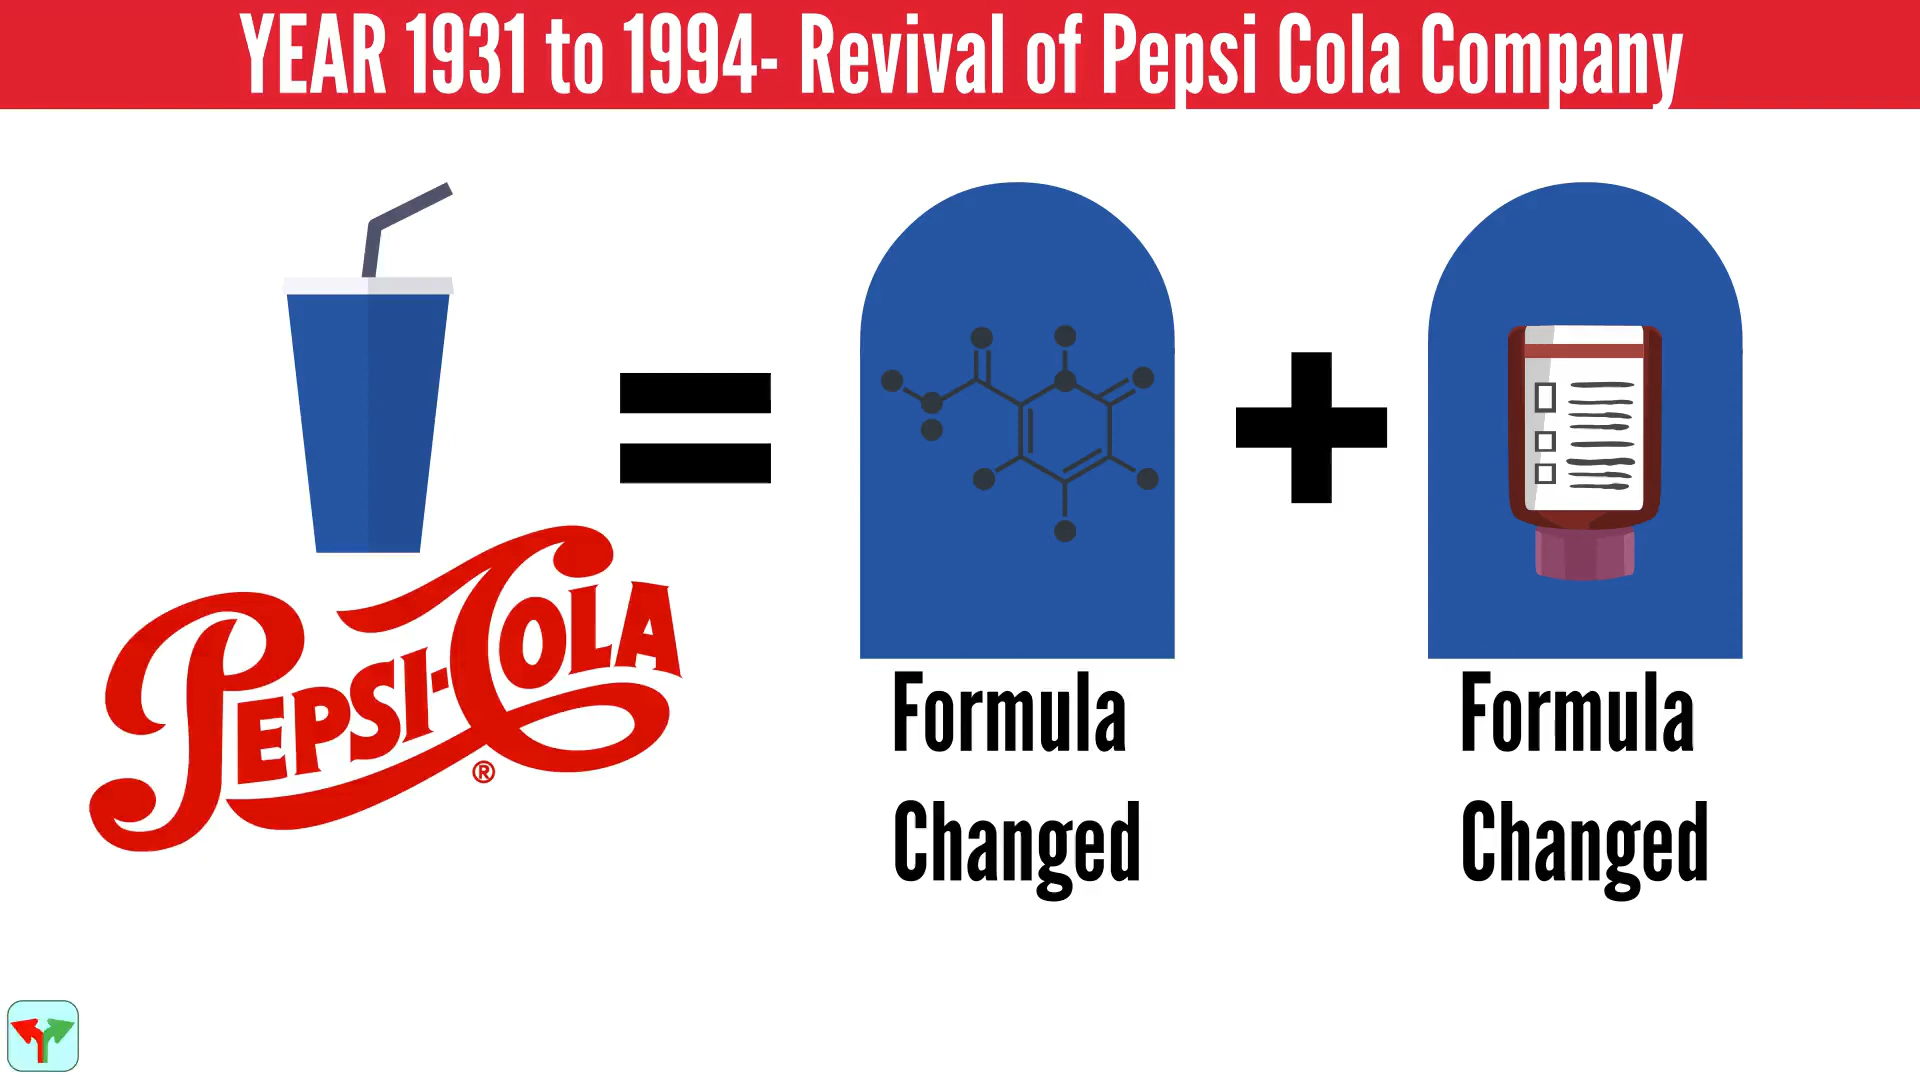 YEAR 1931 to 1994- Revival of Pepsi Cola Company
PEPSI-COLA
®
Formula
Changed
Formula
Changed